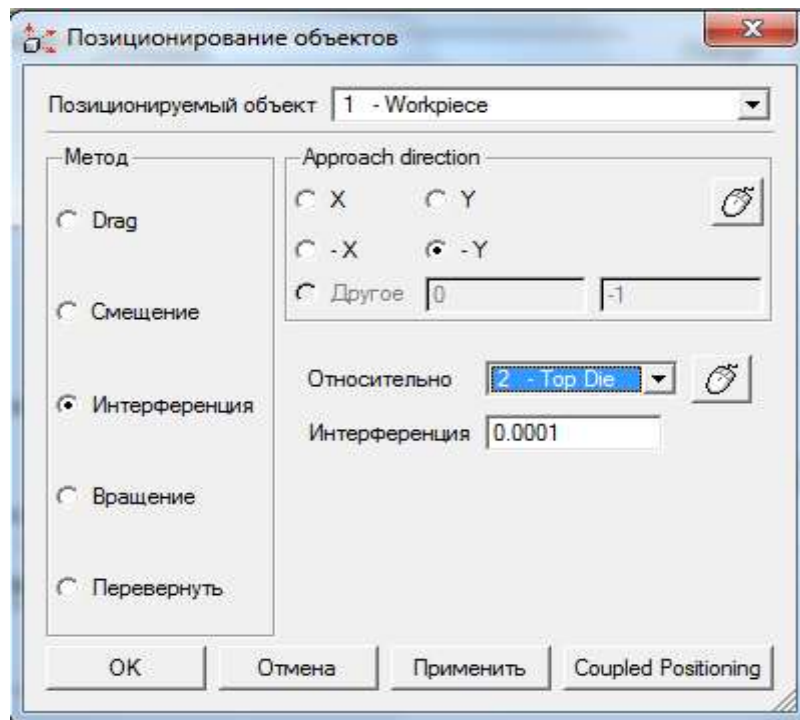 Позиционирование объектов
Позиционируемый объект 1 - Workpiece
Метод
Approach direction
Drag
X Y
-X -Y
Другое 0 -1
Смещение
Относительно 2 - Top Die
Интерференция
Интерференция 0.0001
Вращение
Перевернуть
OK Отмена Применить Coupled Positioning